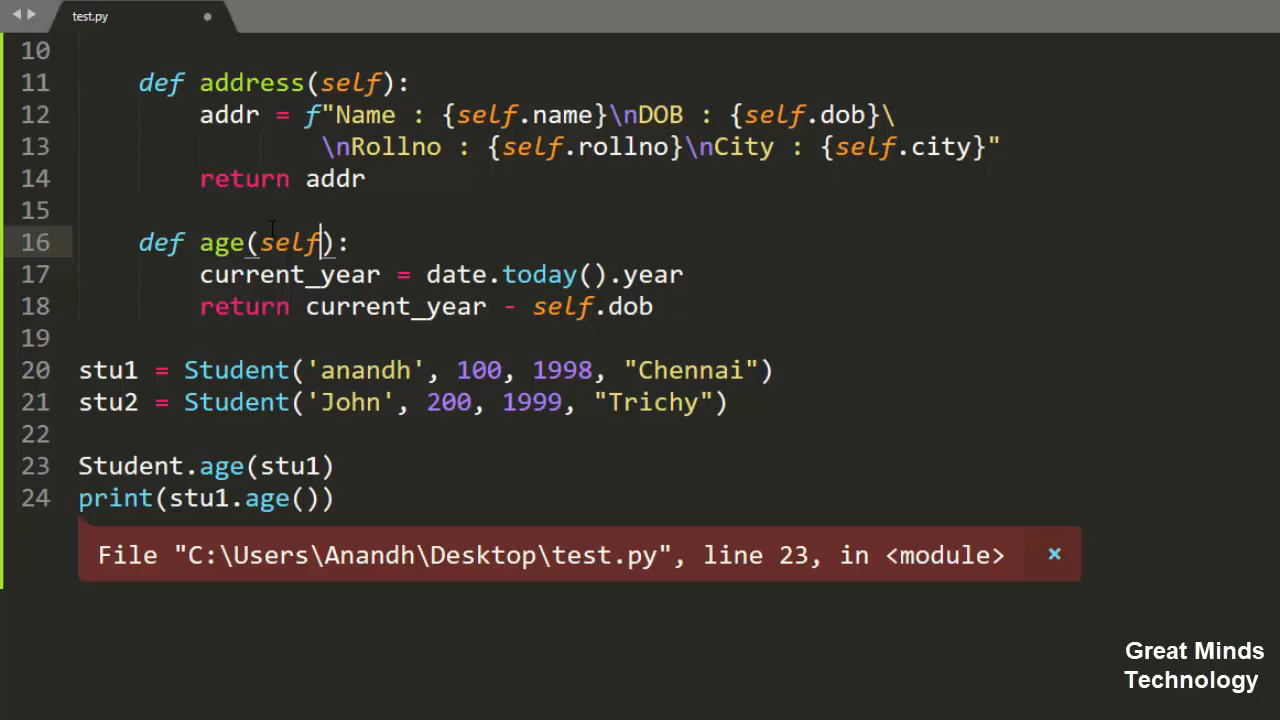 test.py
10
11 def address(self):
12 addr = f"Name : {self.name}\nDOB : {self.dob}\
13 \nRollno : {self.rollno}\nCity : {self.city}"
14 return addr
15
16 def age(self):
17 current_year = date.today().year
18 return current_year - self.dob
19
20 stu1 = Student('anandh', 100, 1998, "Chennai")
21 stu2 = Student('John', 200, 1999, "Trichy")
22
23 Student.age(stu1)
24 print(stu1.age())
File "C:\Users\Anandh\Desktop\test.py", line 23, in <module> ×
Great Minds
Technology